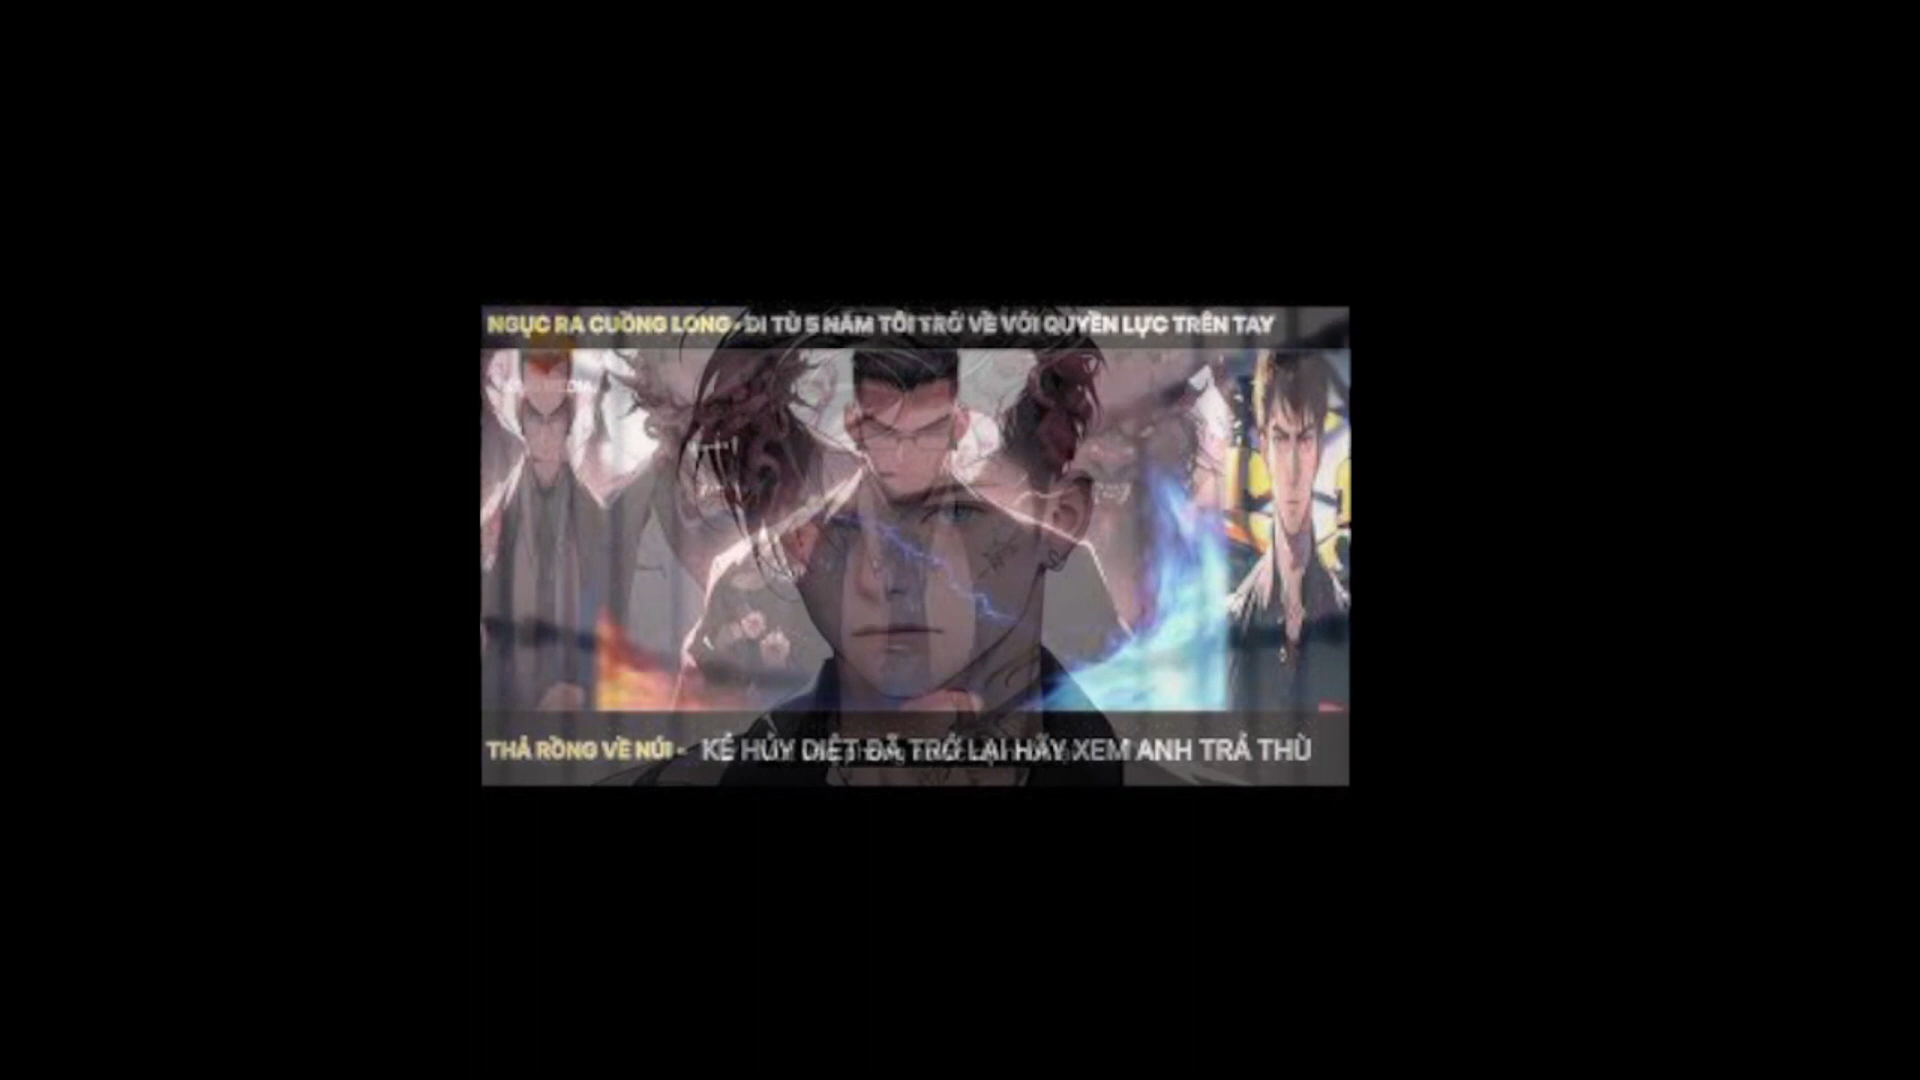 NGỤC RA CUỒNG LONG - ĐI TÙ 5 NĂM TÔI TRỞ VỀ VỚI QUYỀN LỰC TRÊN TAY
THẢ RỒNG VỀ NÚI - KẺ HỦY DIỆT ĐÃ TRỞ LẠI HÃY XEM ANH TRẢ THÙ